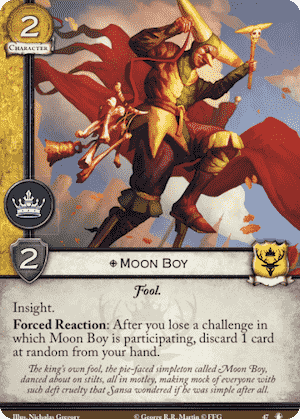 2
CHARACTER
2
MOON BOY
Fool.
Insight.
Forced Reaction: After you lose a challenge in
which Moon Boy is participating, discard 1 card
at random from your hand.
The king's own fool, the pie-faced simpleton called Moon Boy,
danced about on stilts, all in motley, making mock of everyone with
such deft cruelty that Sansa wondered if he was simple after all.
Illus. Nicholas Gregory © George R.R. Martin © FFG 47